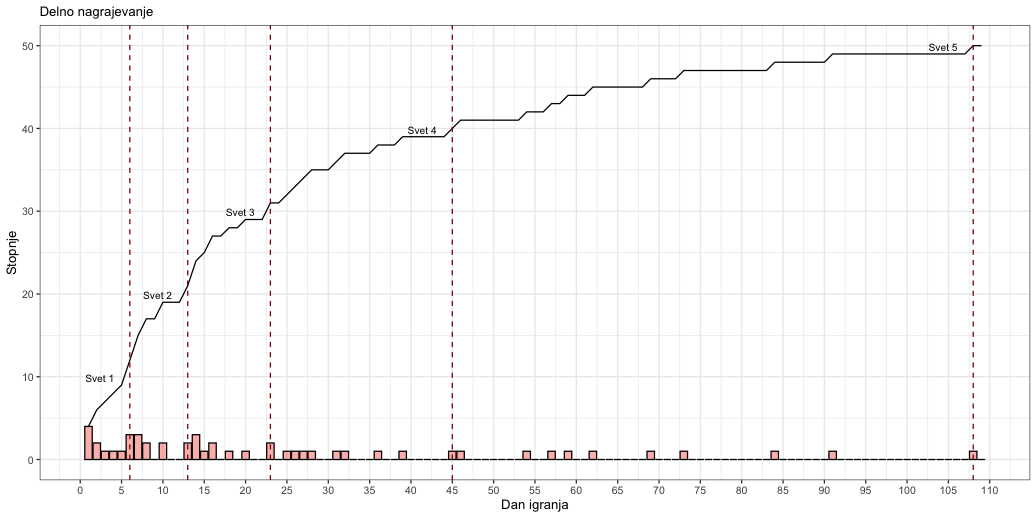 Delno nagrajevanje
Stopnje
50
40
30
20
10
0
Svet 1
Svet 2
Svet 3
Svet 4
Svet 5
0 5 10 15 20 25 30 35 40 45 50 55 60 65 70 75 80 85 90 95 100 105 110
Dan igranja